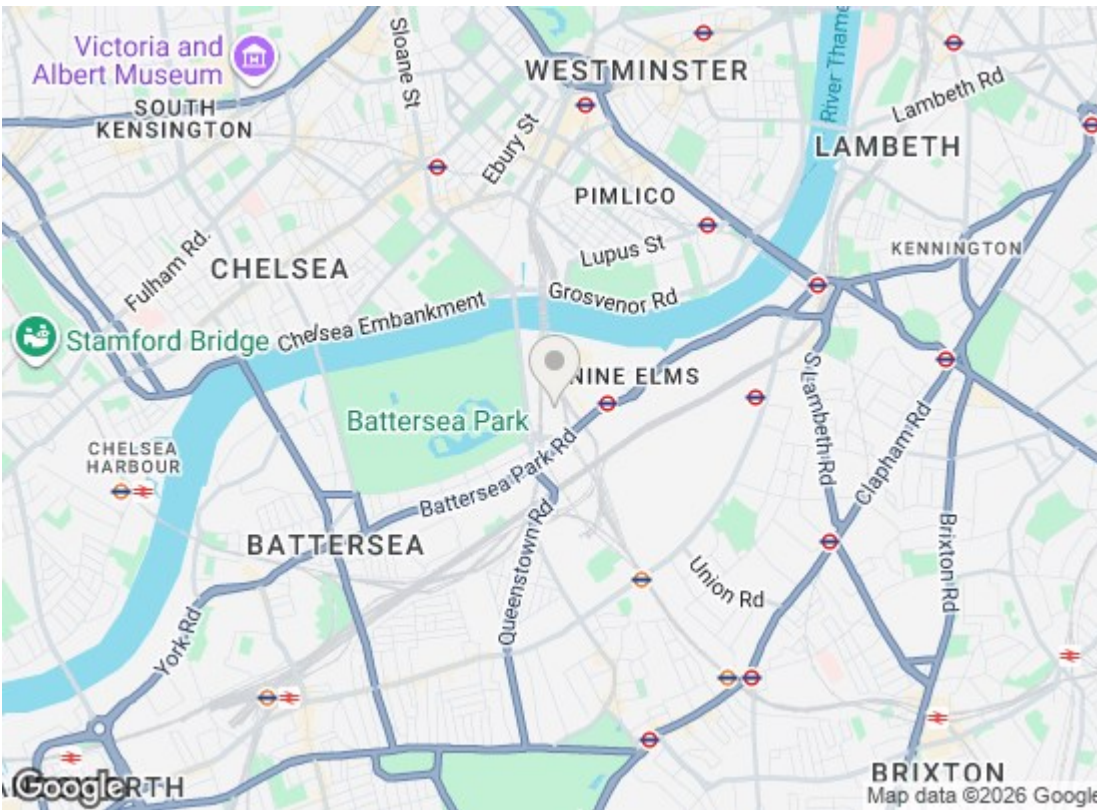 Victoria and
Albert Museum
SOUTH
KENSINGTON
Sloane St
WESTMINSTER
River Thame
Lambeth Rd
LAMBETH
Ebury St
PIMLICO
Lupus St
KENNINGTON
Fulham Rd.
CHELSEA
Grosvenor Rd
Chelsea Embankment
Stamford Bridge
NINE ELMS
S Lambeth Rd
Clapham Rd
Battersea Park
CHELSEA
HARBOUR
Battersea Park Rd
BATTERSEA
Queenstown Rd
Union Rd
Brixton Rd
York Rd
BRIXTON
Google
Map data ©2026 Google